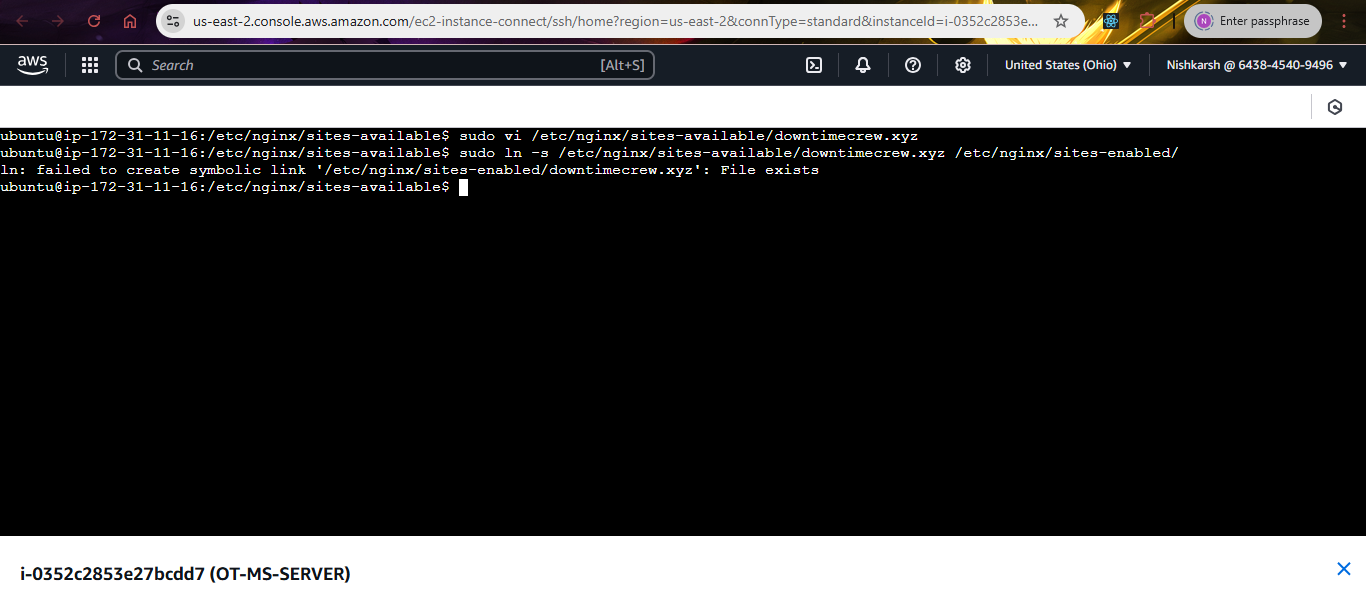 us-east-2.console.aws.amazon.com/ec2-instance-connect/ssh/home?region=us-east-2&connType=standard&instanceId=i-0352c2853e...
N
Enter passphrase
aws
Search
[Alt+S]
United States (Ohio)
Nishkarsh @ 6438-4540-9496
ubuntu@ip-172-31-11-16:/etc/nginx/sites-available$ sudo vi /etc/nginx/sites-available/downtimecrew.xyz
ubuntu@ip-172-31-11-16:/etc/nginx/sites-available$ sudo ln -s /etc/nginx/sites-available/downtimecrew.xyz /etc/nginx/sites-enabled/
ln: failed to create symbolic link '/etc/nginx/sites-enabled/downtimecrew.xyz': File exists
ubuntu@ip-172-31-11-16:/etc/nginx/sites-available$
i-0352c2853e27bcdd7 (OT-MS-SERVER)